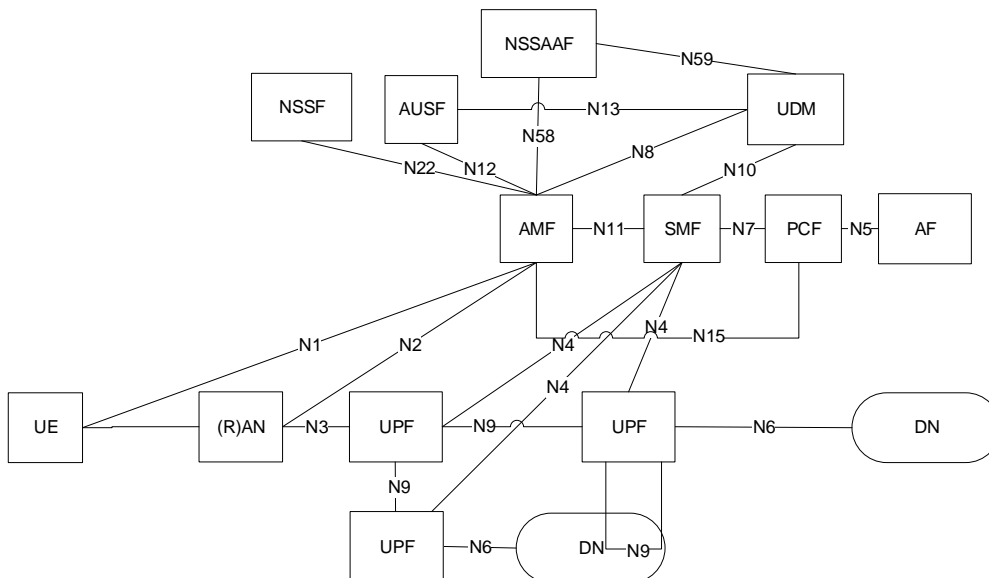 NSSAAF
N59
NSSF
AUSF
N13
UDM
N58
N22
N12
N8
N10
AMF
N11
SMF
N7
PCF
N5
AF
N1
N2
N4
N4
N15
N4
UE
(R)AN
N3
UPF
N9
UPF
N6
DN
N9
UPF
N6
DN
N9